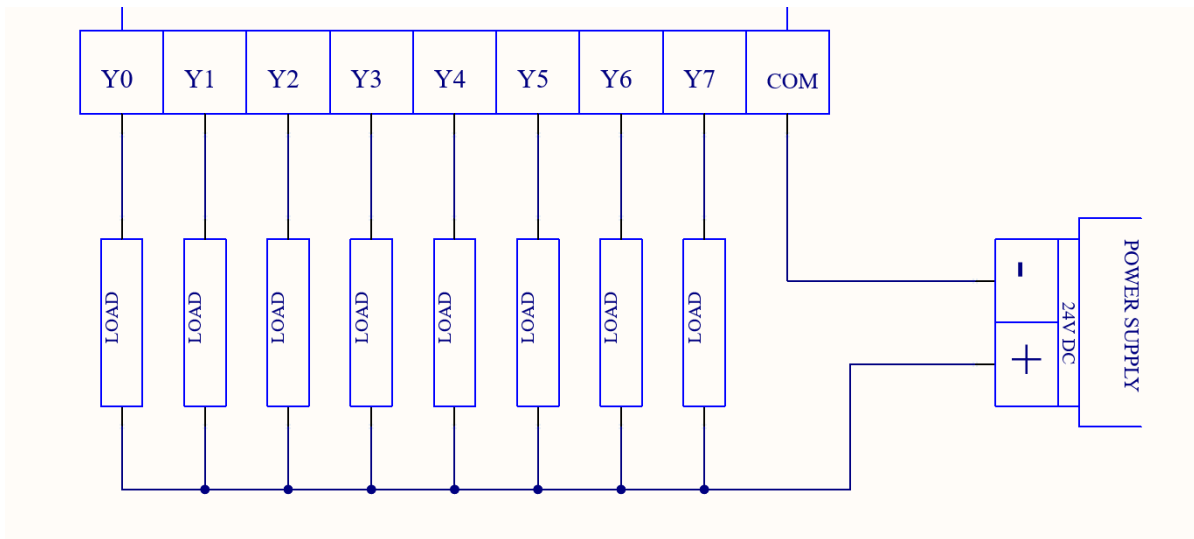 Y0 Y1 Y2 Y3 Y4 Y5 Y6 Y7 COM
LOAD LOAD LOAD LOAD LOAD LOAD LOAD LOAD
-
+
24V DC
POWER SUPPLY